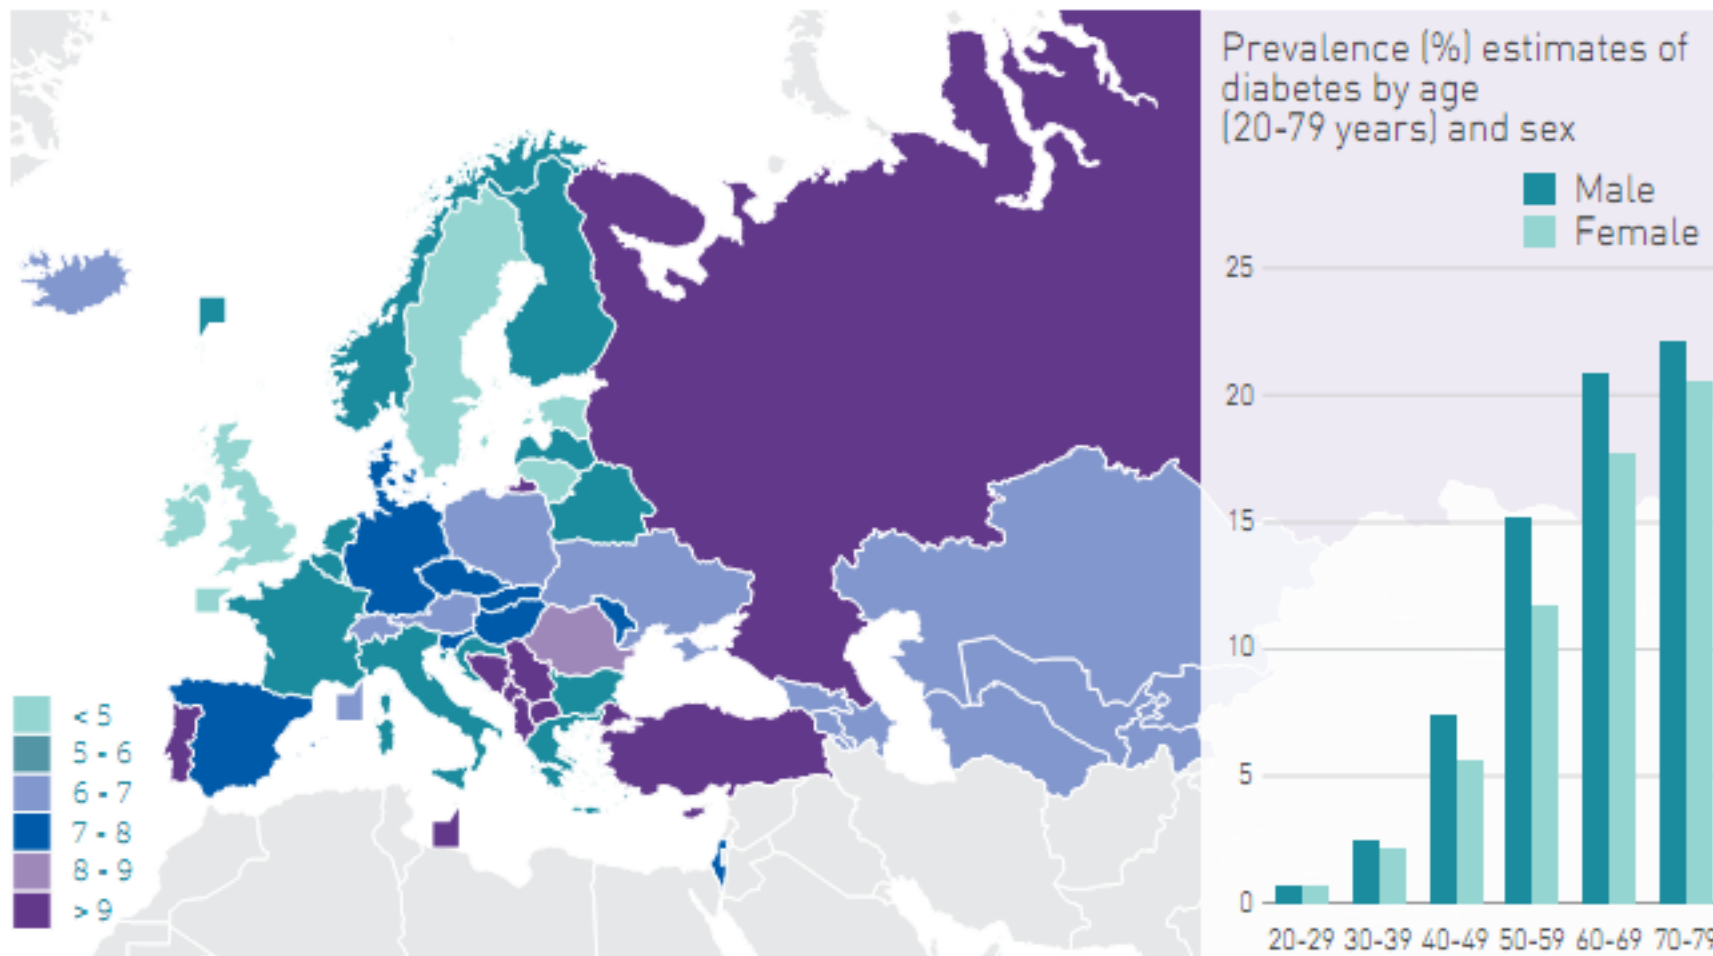 Prevalence (%) estimates of
diabetes by age
(20-79 years) and sex
Male
Female
25
20
15
10
5
0
20-29 30-39 40-49 50-59 60-69 70-79
< 5
5 - 6
6 - 7
7 - 8
8 - 9
> 9